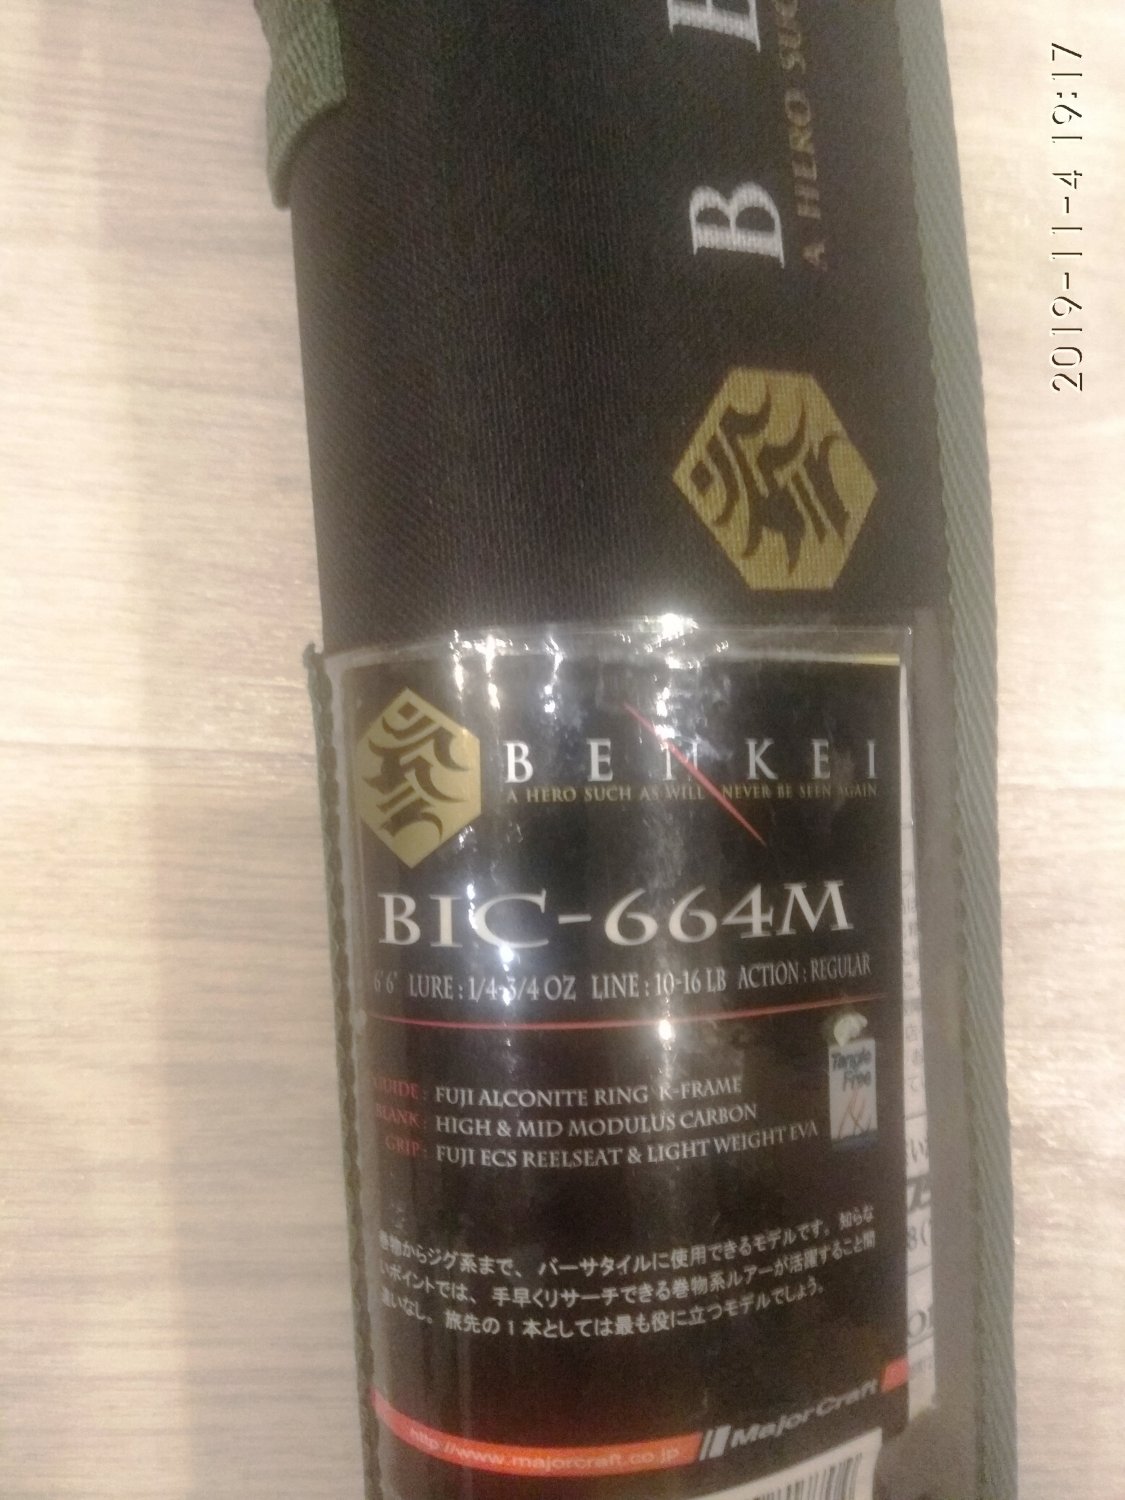 2019-11-4 19:17
B E
A HERO SUC
BENKEI
A HERO SUCH AS WILL NEVER BE SEEN AGAIN
BIC-664M
6'6" LURE : 1/4-3/4 OZ LINE : 10-16 LB ACTION : REGULAR
Tangle
Free
GUIDE : FUJI ALCONITE RING K-FRAME
BLANK : HIGH & MID MODULUS CARBON
GRIP : FUJI ECS REELSEAT & LIGHT WEIGHT EVA
巻物からジグ系まで、バーサタイルに使用できるモデルです。知らな
いポイントでは、手早くリサーチできる巻物系ルアーが活躍すること間
違いなし。旅先の1本としては最も役に立つモデルでしょう。
http://www.majorcraft.co.jp
MajorCraft